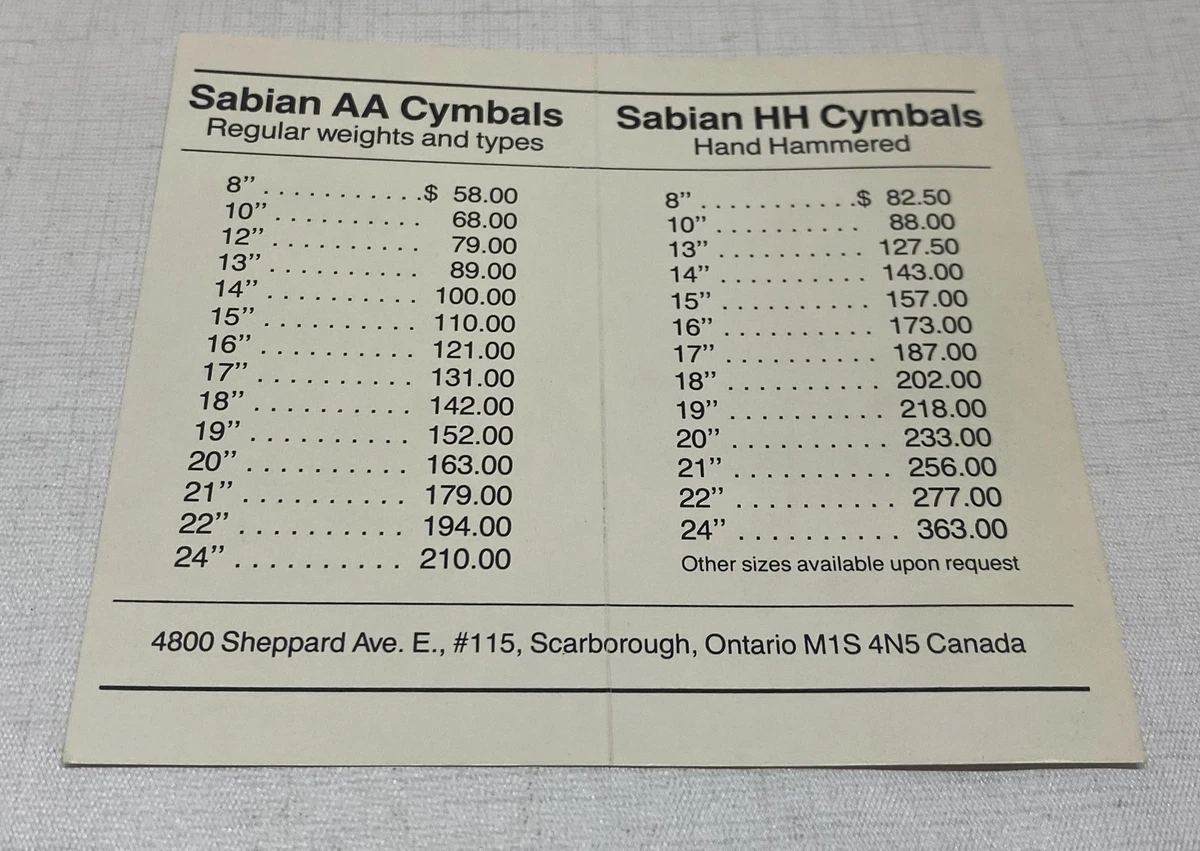 Sabian AA Cymbals
Regular weights and types
8” ...........$ 58.00
10” .......... 68.00
12” .......... 79.00
13” .......... 89.00
14” .......... 100.00
15” .......... 110.00
16” .......... 121.00
17” .......... 131.00
18” .......... 142.00
19” .......... 152.00
20” .......... 163.00
21” .......... 179.00
22” .......... 194.00
24” .......... 210.00
Sabian HH Cymbals
Hand Hammered
8” ...........$ 82.50
10” .......... 88.00
13” .......... 127.50
14” .......... 143.00
15” .......... 157.00
16” .......... 173.00
17” .......... 187.00
18” .......... 202.00
19” .......... 218.00
20” .......... 233.00
21” .......... 256.00
22” .......... 277.00
24” .......... 363.00
Other sizes available upon request
4800 Sheppard Ave. E., #115, Scarborough, Ontario M1S 4N5 Canada